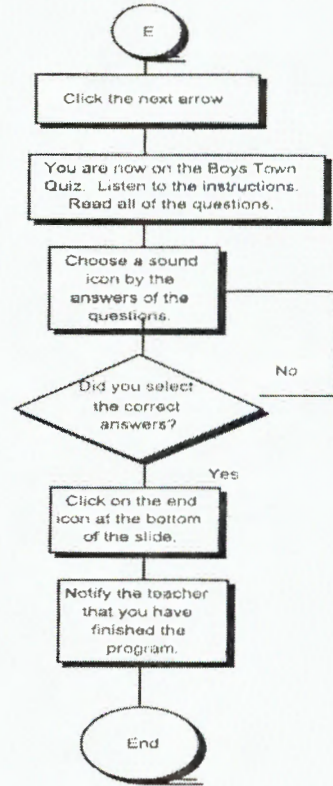 E
Click the next arrow
You are now on the Boys Town
Quiz. Listen to the instructions.
Read all of the questions.
Choose a sound
icon by the
answers of the
questions.
Did you select
the correct
answers?
No
Yes
Click on the end
icon at the bottom
of the slide.
Notify the teacher
that you have
finished the
program.
End